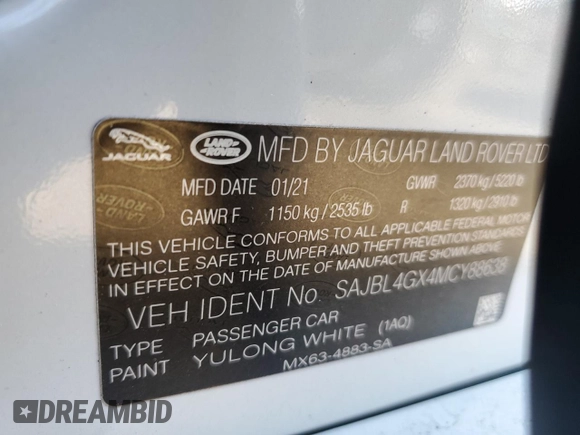 JAGUAR
LAND ROVER
MFD BY JAGUAR LAND ROVER LTD
MFD DATE 01/21 GVWR 2370 kg / 5220 lb
GAWR F 1150 kg / 2535 lb R 1320 kg / 2910 lb
THIS VEHICLE CONFORMS TO ALL APPLICABLE FEDERAL MOTOR
VEHICLE SAFETY, BUMPER, AND THEFT PREVENTION STANDARDS
IN EFFECT ON THE DATE OF MANUFACTURE SHOWN ABOVE.
VEH IDENT No. SAJBL4GX4MCY88638
TYPE PASSENGER CAR
PAINT YULONG WHITE (1AQ)
MX63-4883-SA
DREAMBID